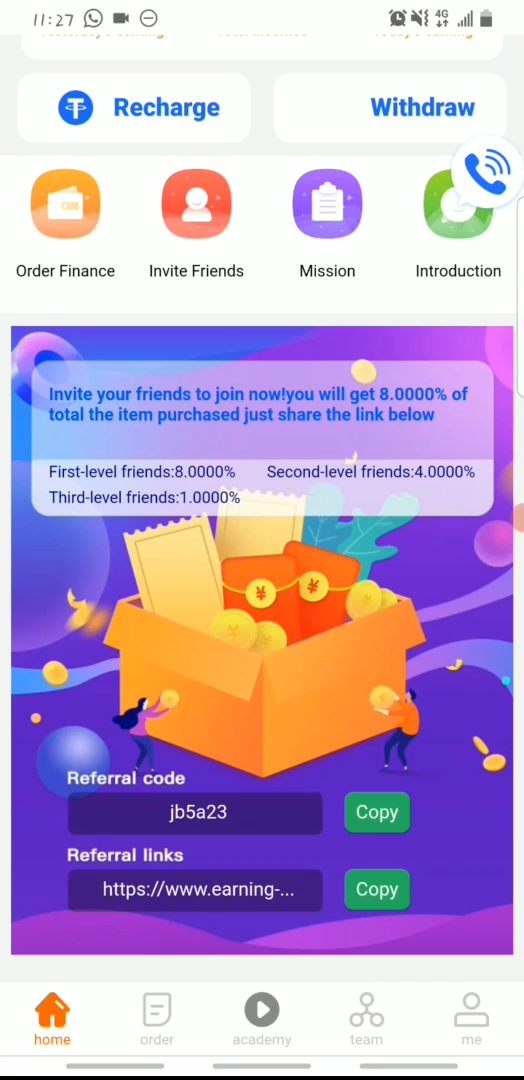 11:27
4G
Recharge
Withdraw
Order Finance
Invite Friends
Mission
Introduction
Invite your friends to join now!you will get 8.0000% of
total the item purchased just share the link below
First-level friends:8.0000% Second-level friends:4.0000%
Third-level friends:1.0000%
¥ ¥
Referral code
jb5a23
Copy
Referral links
https://www.earning-...
Copy
home
order
academy
team
me